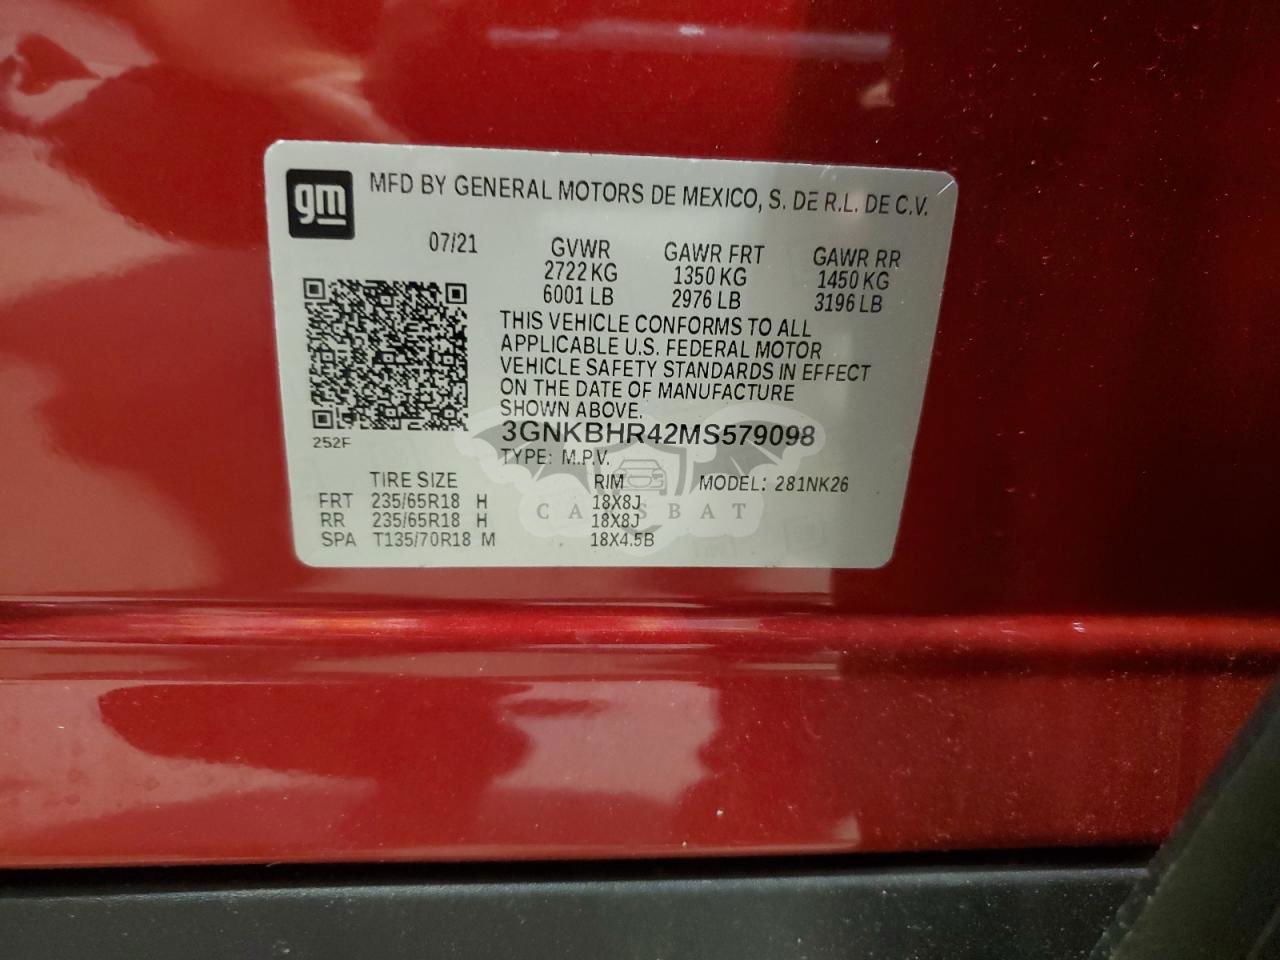 gm
MFD BY GENERAL MOTORS DE MEXICO, S. DE R.L. DE C.V.
07/21 GVWR GAWR FRT GAWR RR
2722 KG 1350 KG 1450 KG
6001 LB 2976 LB 3196 LB
THIS VEHICLE CONFORMS TO ALL
APPLICABLE U.S. FEDERAL MOTOR
VEHICLE SAFETY STANDARDS IN EFFECT
ON THE DATE OF MANUFACTURE
SHOWN ABOVE.
252F
3GNKBHR42MS579098
TYPE: M.P.V.
TIRE SIZE RIM MODEL: 281NK26
FRT 235/65R18 H 18X8J
RR 235/65R18 H 18X8J
SPA T135/70R18 M 18X4.5B
CARSBAT